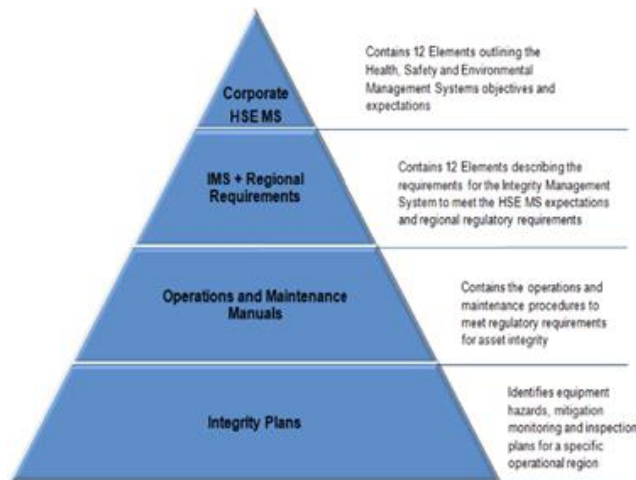 Corporate
HSE MS
Contains 12 Elements outlining the
Health, Safety and Environmental
Management Systems objectives and
expectations
IMS + Regional
Requirements
Contains 12 Elements describing the
requirements for the Integrity Management
System to meet the HSE MS expectations
and regional regulatory requirements
Operations and Maintenance
Manuals
Contains the operations and
maintenance procedures to
meet regulatory requirements
for asset integrity
Integrity Plans
Identifies equipment
hazards, mitigation
monitoring and inspection
plans for a specific
operational region